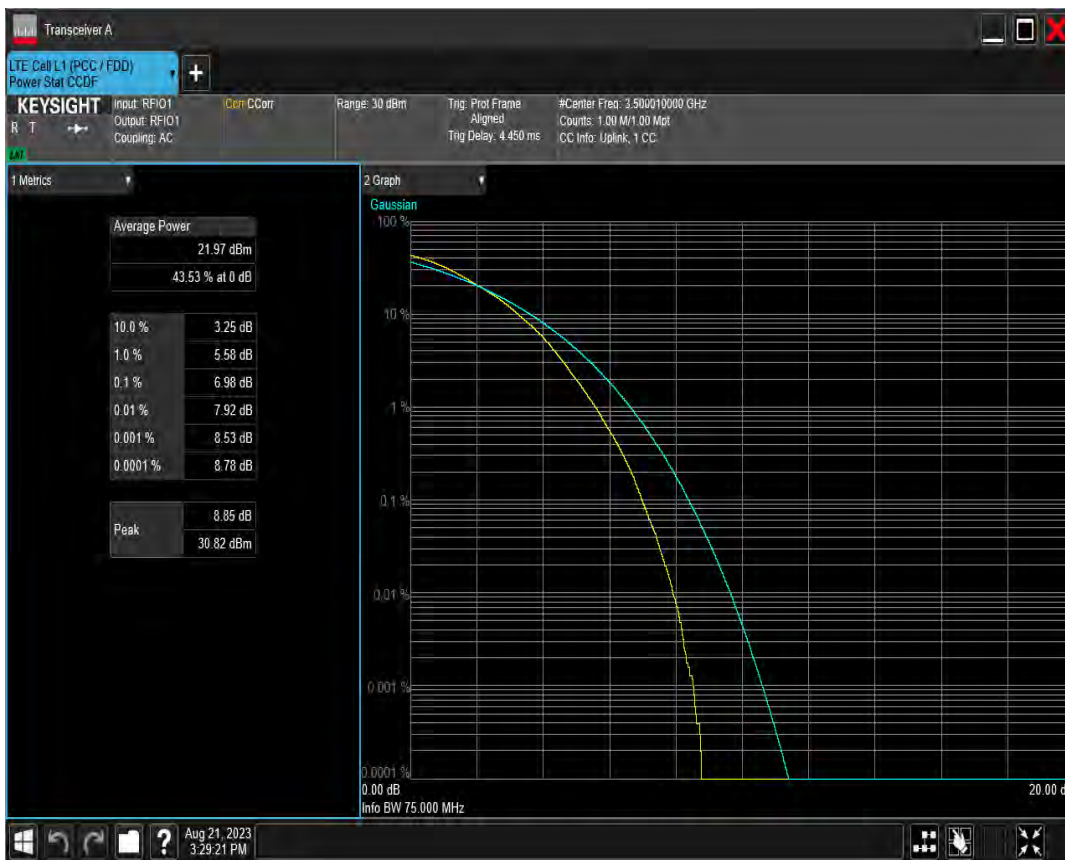 Transceiver A
LTE Cell L1 (PCC / FDD)
Power Stat CCDF
+
KEYSIGHT
R T
LNI
Input: RFIO1
Output: RFIO1
Coupling: AC
Corr CCorr
Range: 30 dBm
Trig: Prot Frame
Aligned
Trig Delay: 4.450 ms
#Center Freq: 3.500010000 GHz
Counts: 1.00 M/1.00 Mpt
CC Info: Uplink, 1 CC
1 Metrics
Average Power
21.97 dBm
43.53 % at 0 dB
10.0 % 3.25 dB
1.0 % 5.58 dB
0.1 % 6.98 dB
0.01 % 7.92 dB
0.001 % 8.53 dB
0.0001 % 8.78 dB
Peak
8.85 dB
30.82 dBm
2 Graph
Gaussian
100 %
10 %
1 %
0.1 %
0.01 %
0.001 %
0.0001 %
0.00 dB
20.00 d
Info BW 75.000 MHz
?
Aug 21, 2023
3:29:21 PM